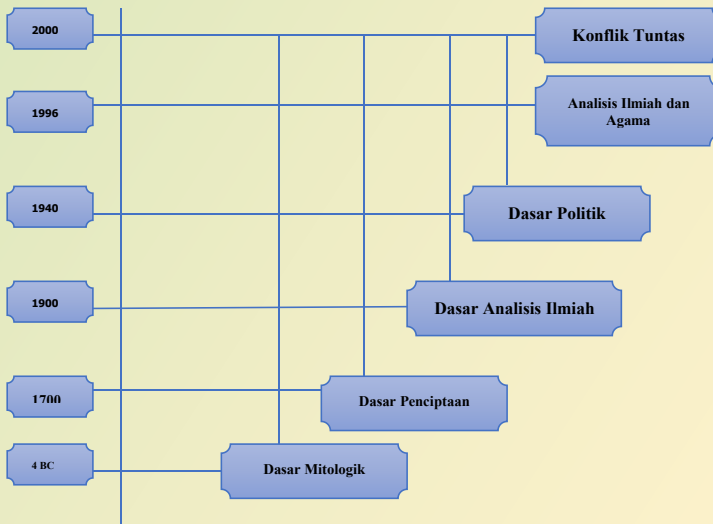 2000
Konflik Tuntas
1996
Analisis Ilmiah dan
Agama
1940
Dasar Politik
1900
Dasar Analisis Ilmiah
1700
Dasar Penciptaan
4 BC
Dasar Mitologik